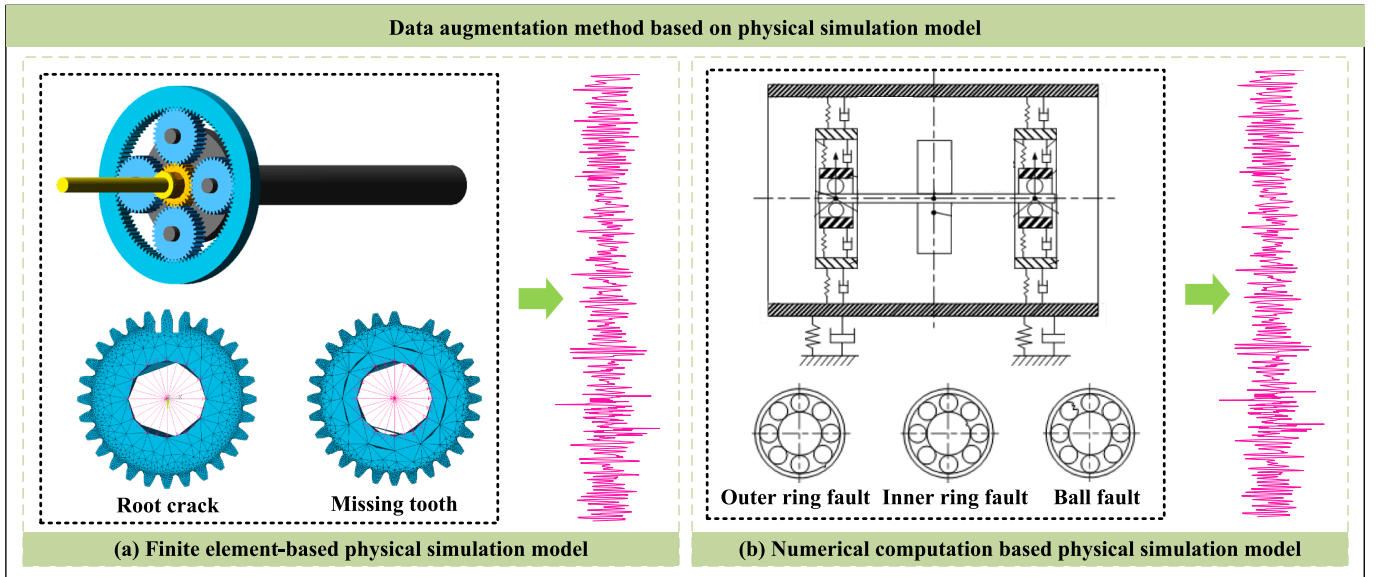 Data augmentation method based on physical simulation model
Root crack
Missing tooth
(a) Finite element-based physical simulation model
Outer ring fault
Inner ring fault
Ball fault
(b) Numerical computation based physical simulation model